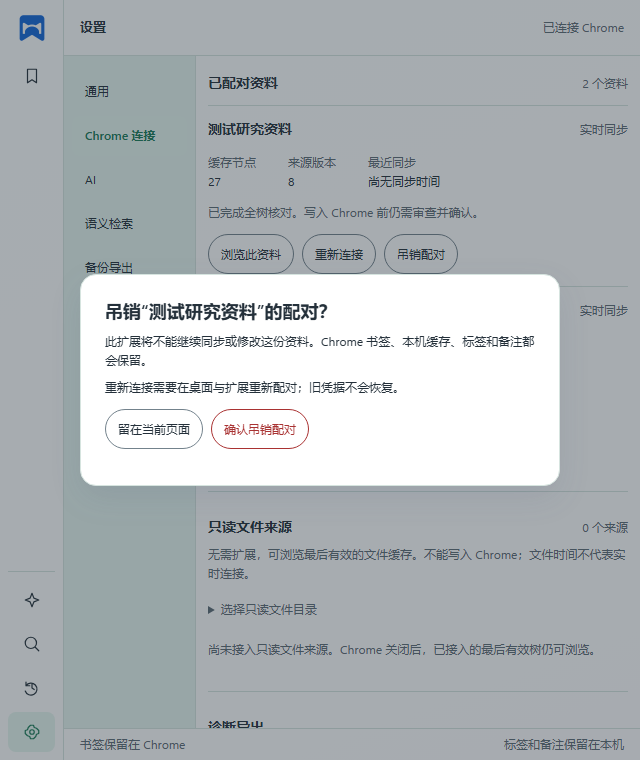 设置
已连接 Chrome
通用
Chrome 连接
AI
语义检索
备份导出
已配对资料
2 个资料
测试研究资料
实时同步
缓存节点
来源版本
最近同步
27
8
尚无同步时间
已完成全树核对。写入 Chrome 前仍需审查并确认。
浏览此资料
重新连接
吊销配对
实时同步
吊销“测试研究资料”的配对？
此扩展将不能继续同步或修改这份资料。Chrome 书签、本机缓存、标签和备注都
会保留。
重新连接需要在桌面与扩展重新配对；旧凭据不会恢复。
留在当前页面
确认吊销配对
只读文件来源
0 个来源
无需扩展，可浏览最后有效的文件缓存。不能写入 Chrome；文件时间不代表实
时连接。
选择只读文件目录
尚未接入只读文件来源。Chrome 关闭后，已接入的最后有效树仍可浏览。
诊断导出
书签保留在 Chrome
标签和备注保留在本机